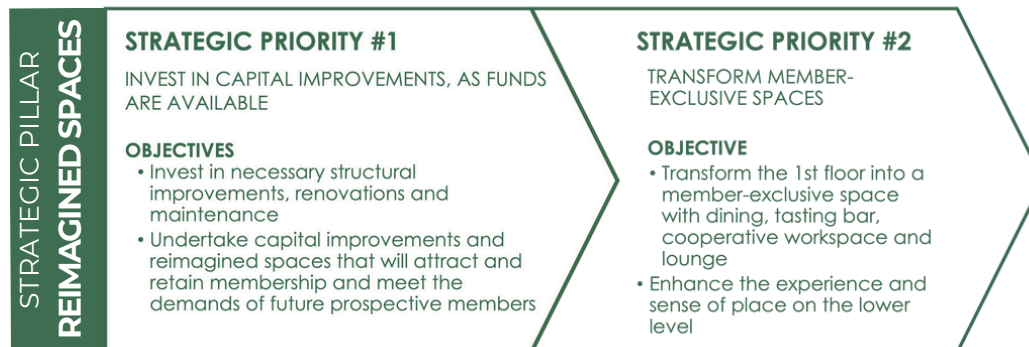 STRATEGIC PILLAR
REIMAGINED SPACES
STRATEGIC PRIORITY #1
INVEST IN CAPITAL IMPROVEMENTS, AS FUNDS
ARE AVAILABLE
OBJECTIVES
• Invest in necessary structural
improvements, renovations and
maintenance
• Undertake capital improvements and
reimagined spaces that will attract and
retain membership and meet the
demands of future prospective members
STRATEGIC PRIORITY #2
TRANSFORM MEMBER-
EXCLUSIVE SPACES
OBJECTIVE
• Transform the 1st floor into a
member-exclusive space
with dining, tasting bar,
cooperative workspace and
lounge
• Enhance the experience and
sense of place on the lower
level